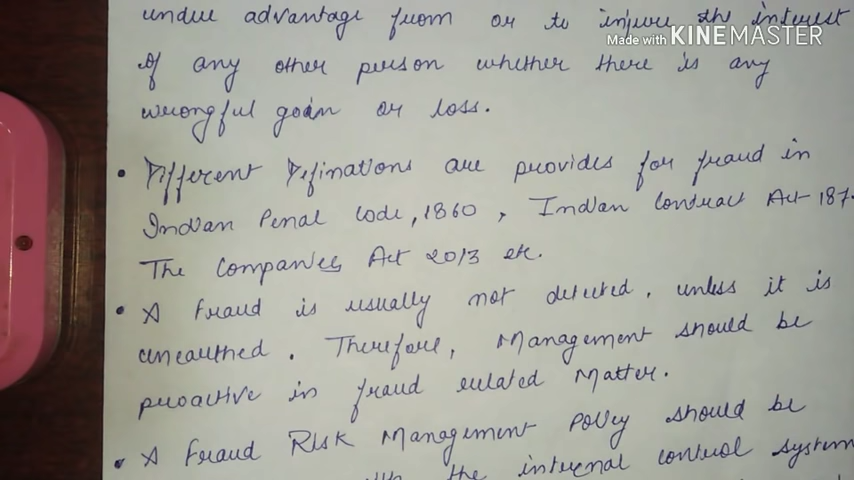 undue advantage from or to injure the interest
Made with KINEMASTER
of any other person whether there is any
wrongful gain or loss.
• Different Definations are provides for fraud in
Indian Penal Code, 1860, Indian Contract Act 187
The Companies Act 2013 etc.
• A fraud is usually not detected, unless it is
unearthed. Therefore, Management should be
proactive in fraud related Matter.
• A Fraud Risk Management Policy should be
the internal control system